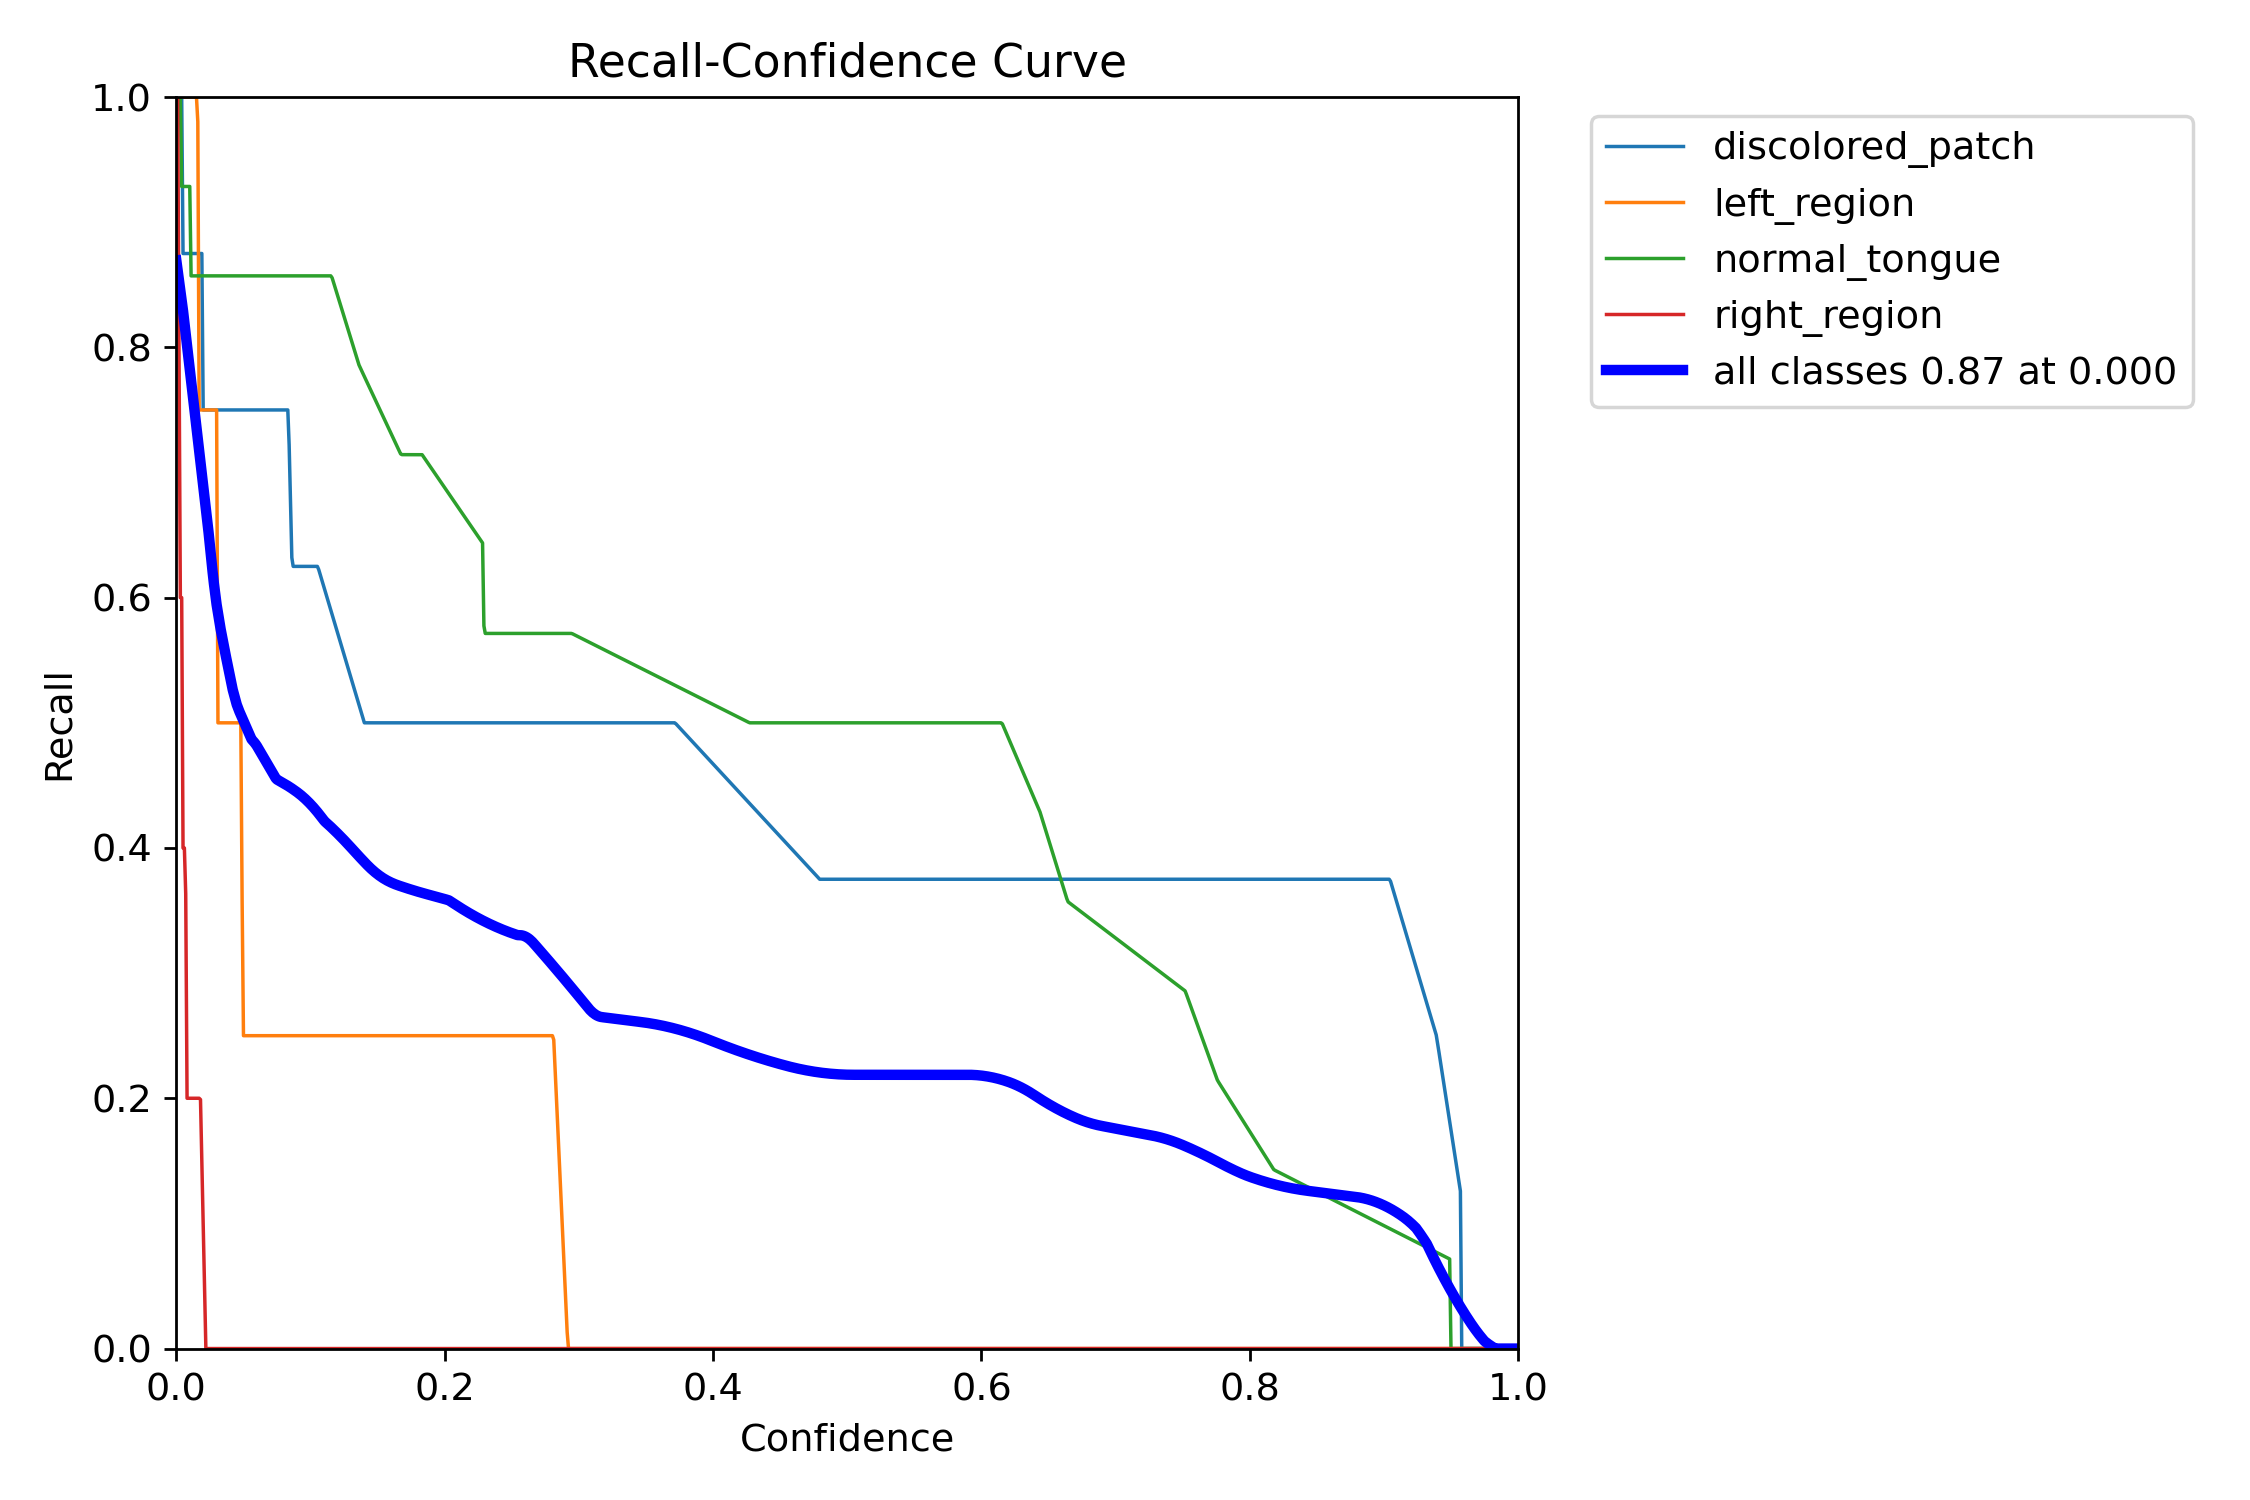 Recall-Confidence Curve
1.0
0.8
0.6
0.4
0.2
0.0
Recall
0.0 0.2 0.4 0.6 0.8 1.0
Confidence
discolored_patch
left_region
normal_tongue
right_region
all classes 0.87 at 0.000